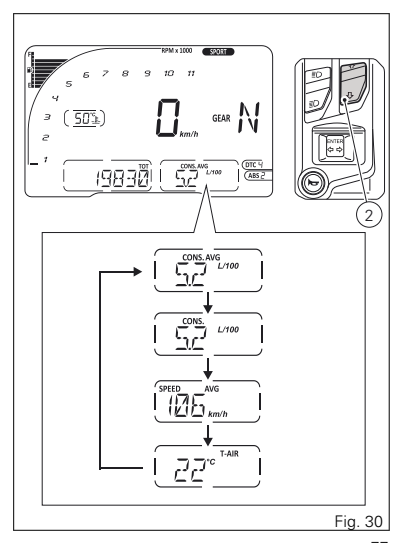 RPM x 1000 SPORT
F
E
1
2
3
4
5
6 7 8 9 10 11
50 °C
0 km/h
GEAR N
TOT
19830
CONS. AVG
5.2 L/100
DTC 4
ABS 2
ENTER
2
CONS. AVG
5.2 L/100
CONS.
5.2 L/100
SPEED AVG
106 km/h
T-AIR
22 °C
Fig. 30